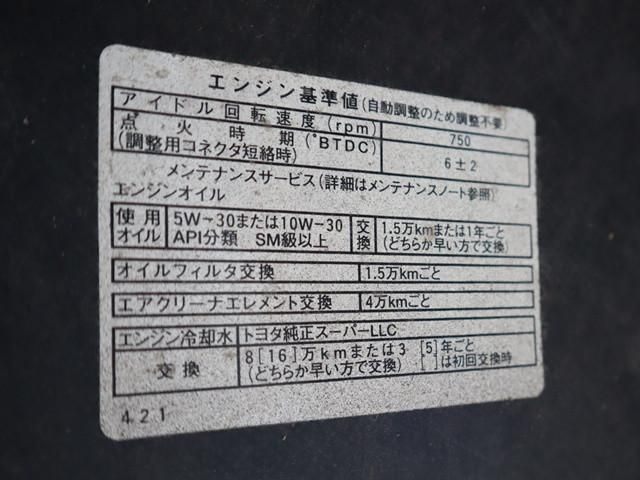 エンジン基準値(自動調整のため調整不要)
アイドル回転速度(rpm) 750
点火時期(°BTDC) 6±2
(調整用コネクタ短絡時)
メンテナンスサービス(詳細はメンテナンスノート参照)
エンジンオイル
使用 5W-30または10W-30 交 1.5万kmまたは1年ごと
オイル API分類 SM級以上 換 (どちらか早い方で交換)
オイルフィルタ交換 1.5万kmごと
エアクリーナエレメント交換 4万kmごと
エンジン冷却水 トヨタ純正スーパーLLC
交換 8[16]万kmまたは3[5]年ごと
(どちらか早い方で交換) [ ]は初回交換時
421